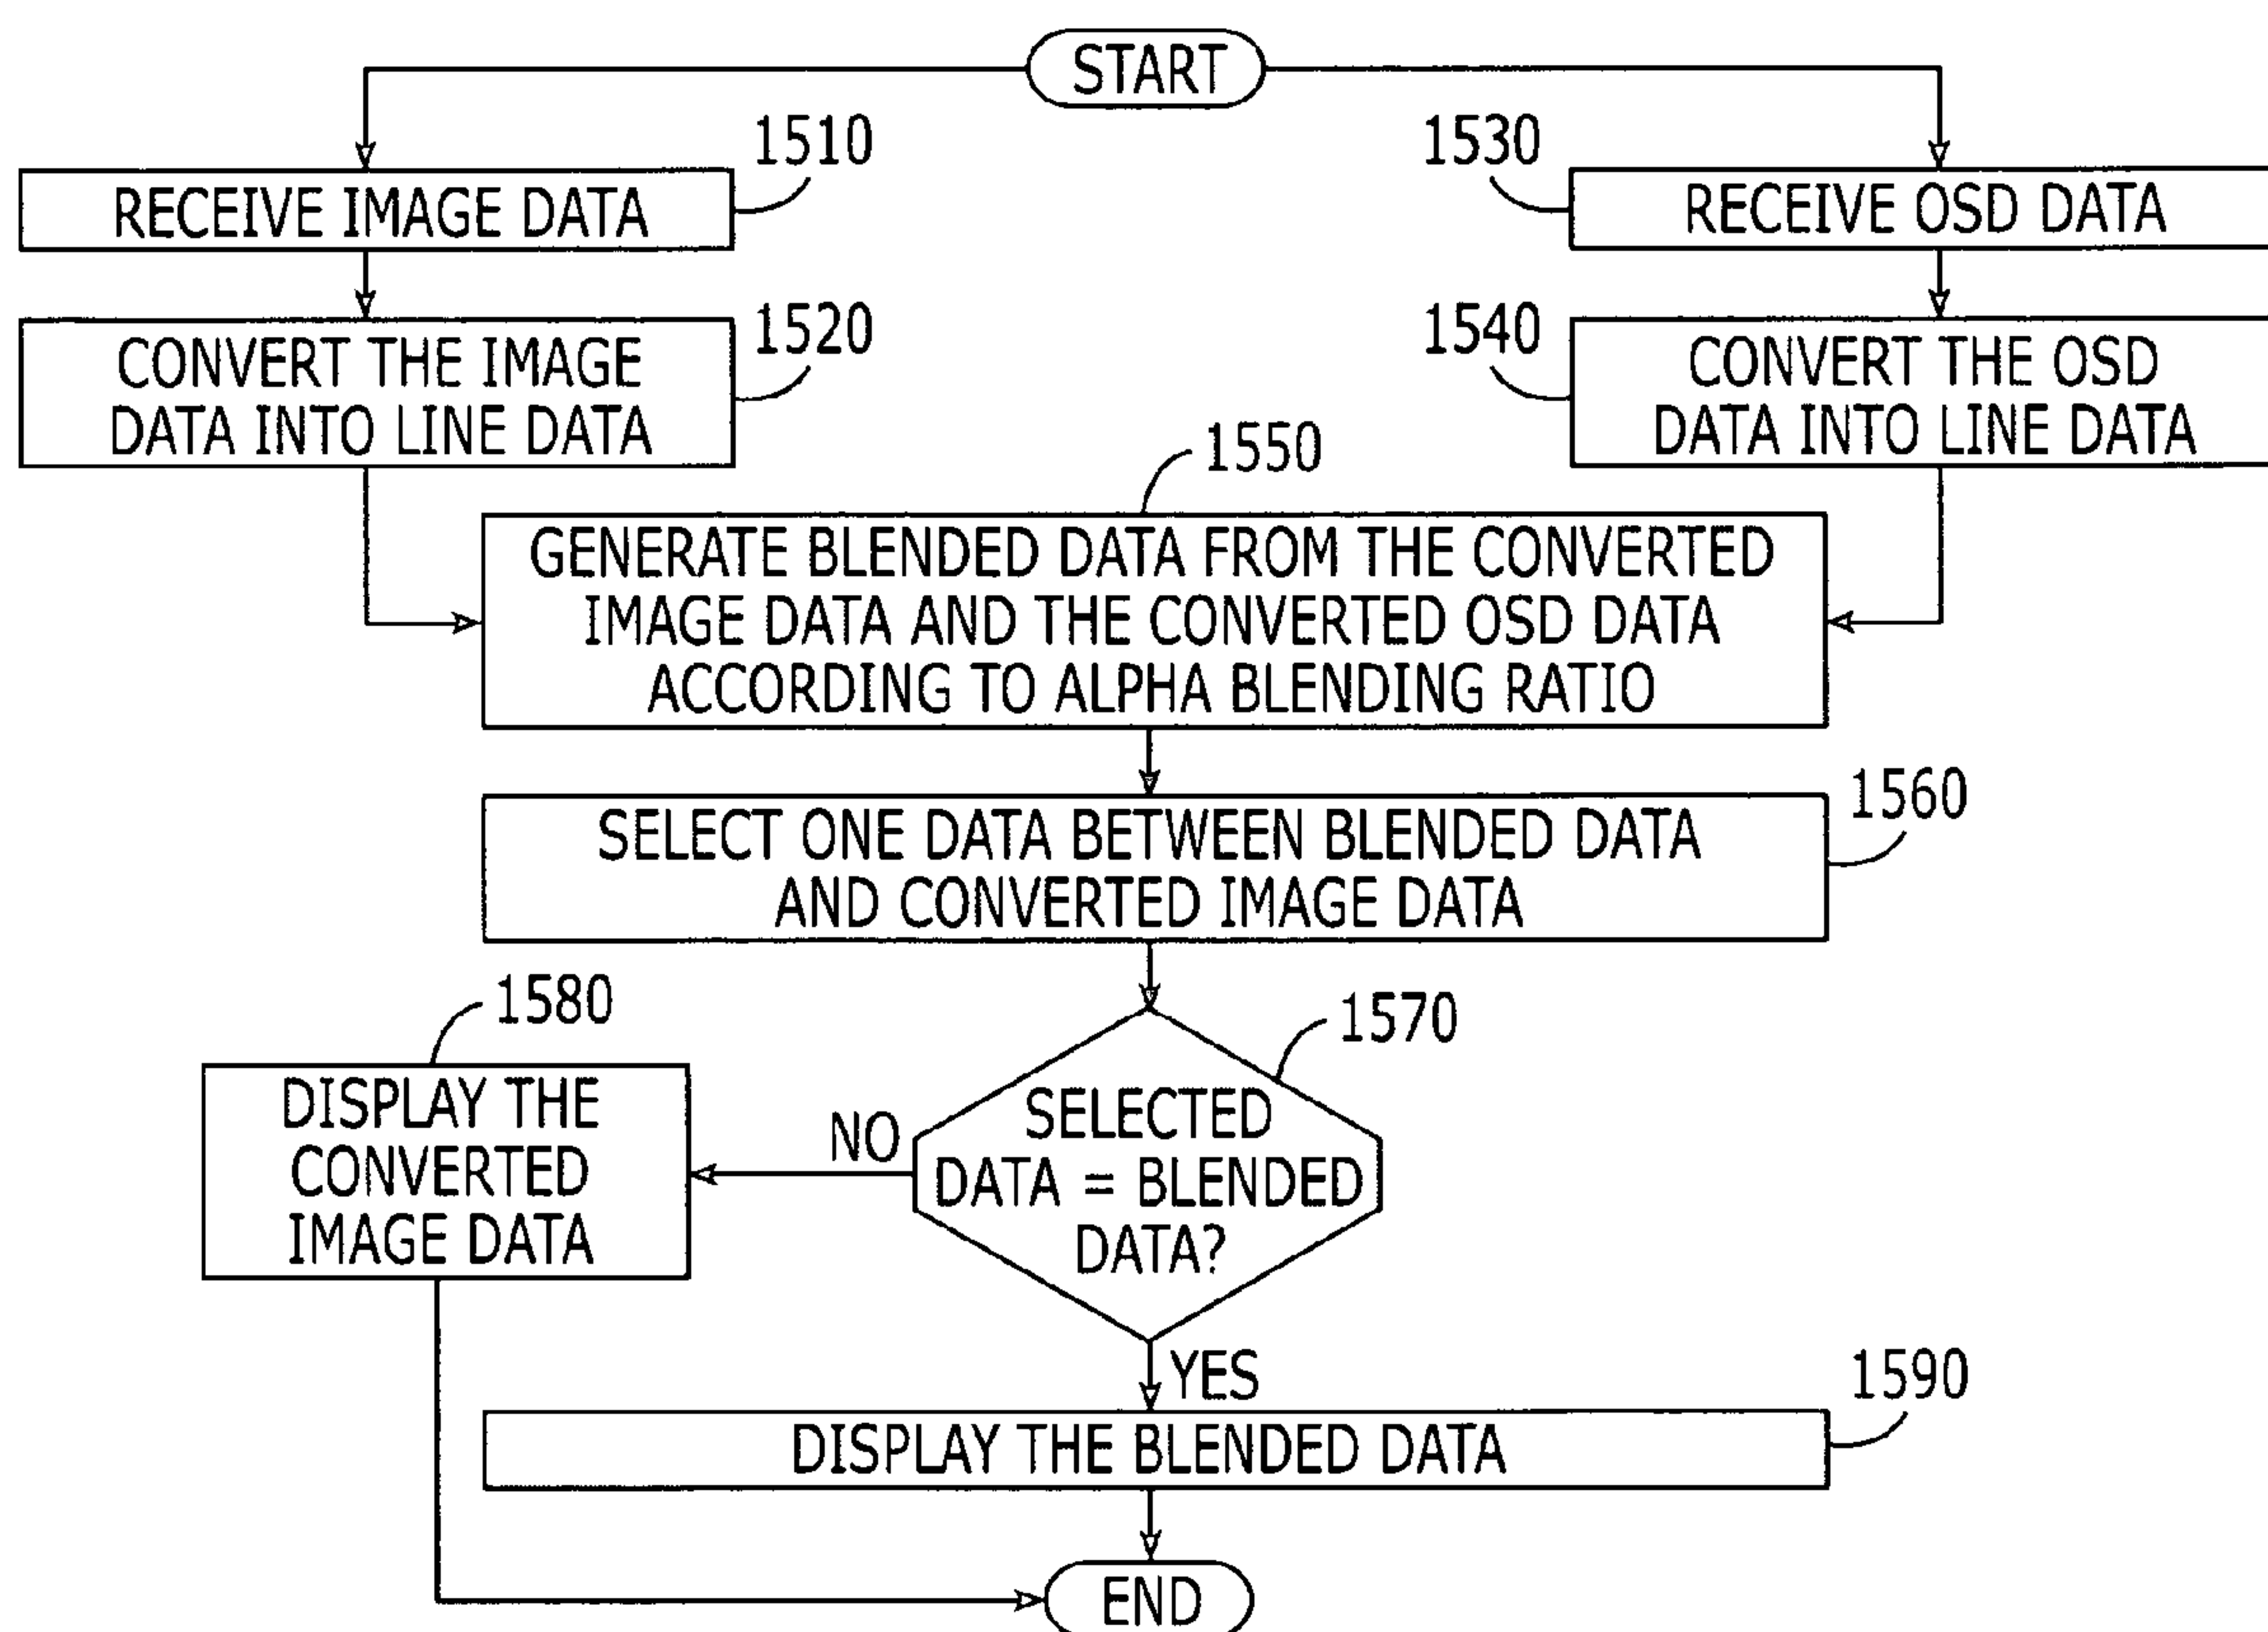 START
1510
RECEIVE IMAGE DATA
1530
RECEIVE OSD DATA
1520
CONVERT THE IMAGE
DATA INTO LINE DATA
1540
CONVERT THE OSD
DATA INTO LINE DATA
1550
GENERATE BLENDED DATA FROM THE CONVERTED
IMAGE DATA AND THE CONVERTED OSD DATA
ACCORDING TO ALPHA BLENDING RATIO
1560
SELECT ONE DATA BETWEEN BLENDED DATA
AND CONVERTED IMAGE DATA
1570
SELECTED
DATA = BLENDED
DATA?
NO
1580
DISPLAY THE
CONVERTED
IMAGE DATA
YES
1590
DISPLAY THE BLENDED DATA
END